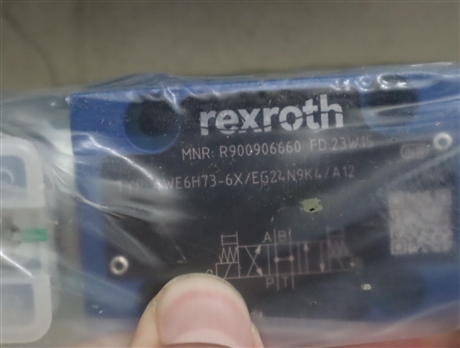 rexroth
MNR: R900906660 FD 23W15
WE6H73-6X/EG24N9K4/A12
A B
P T